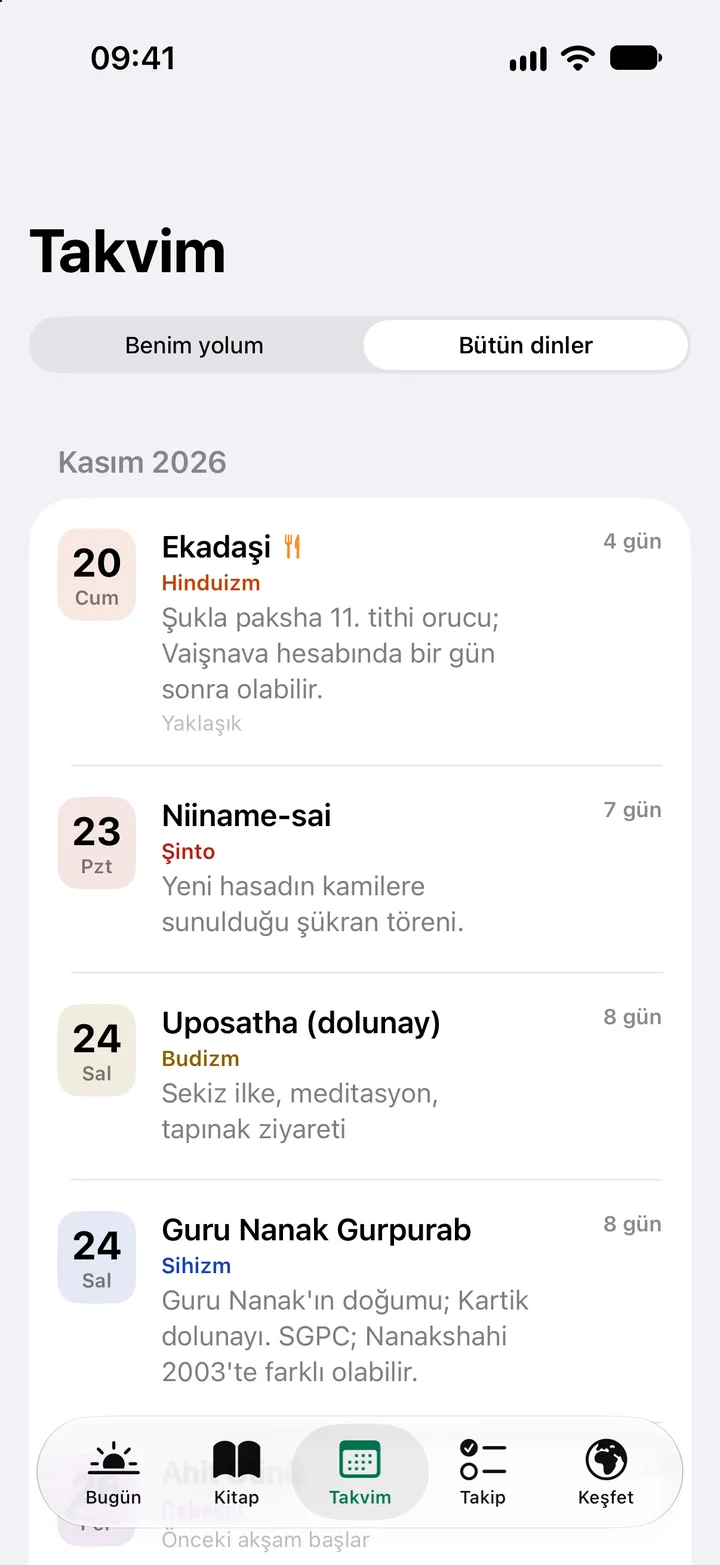 09:41
Takvim
Benim yolum
Bütün dinler
Kasım 2026
20
Cum
Ekadaşi
4 gün
Hinduizm
Şukla paksha 11. tithi orucu;
Vaişnava hesabında bir gün
sonra olabilir.
Yaklaşık
23
Pzt
Niiname-sai
7 gün
Şinto
Yeni hasadın kamilere
sunulduğu şükran töreni.
24
Sal
Uposatha (dolunay)
8 gün
Budizm
Sekiz ilke, meditasyon,
tapınak ziyareti
24
Sal
Guru Nanak Gurpurab
8 gün
Sihizm
Guru Nanak'ın doğumu; Kartik
dolunayı. SGPC; Nanakshahi
2003'te farklı olabilir.
Önceki akşam başlar
Bugün
Kitap
Takvim
Takip
Keşfet